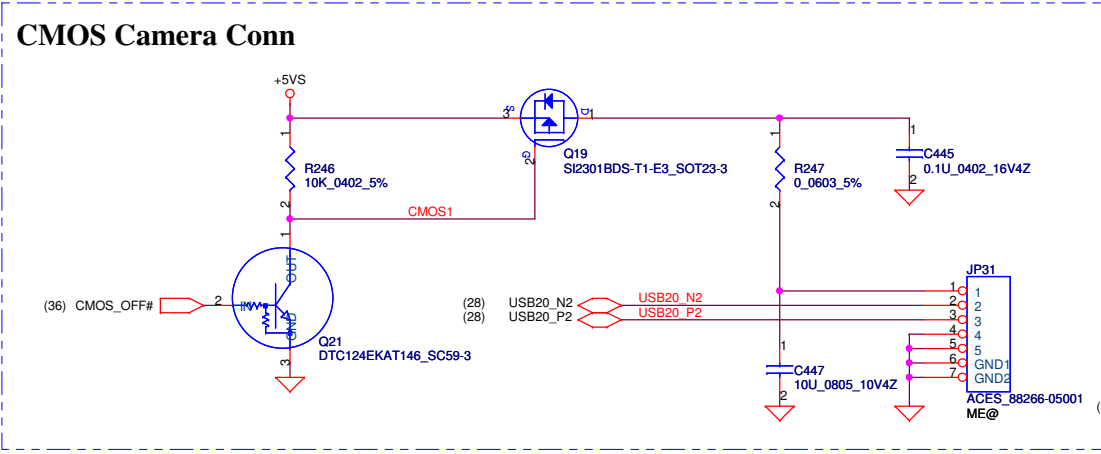 CMOS Camera Conn
+5VS
1
R246
10K_0402_5%
2
CMOS1
3
S
D
1
G
2
Q19
SI2301BDS-T1-E3_SOT23-3
1
R247
0_0603_5%
2
1
C445
0.1U_0402_16V4Z
2
(36) CMOS_OFF#
2
IN
1
OUT
GND
3
Q21
DTC124EKAT146_SC59-3
(28) USB20_N2
USB20_N2
(28) USB20_P2
USB20_P2
1
C447
10U_0805_10V4Z
2
JP31
1 1
2 2
3 3
4 4
5 5
6 GND1
7 GND2
ACES_88266-05001
ME@
(